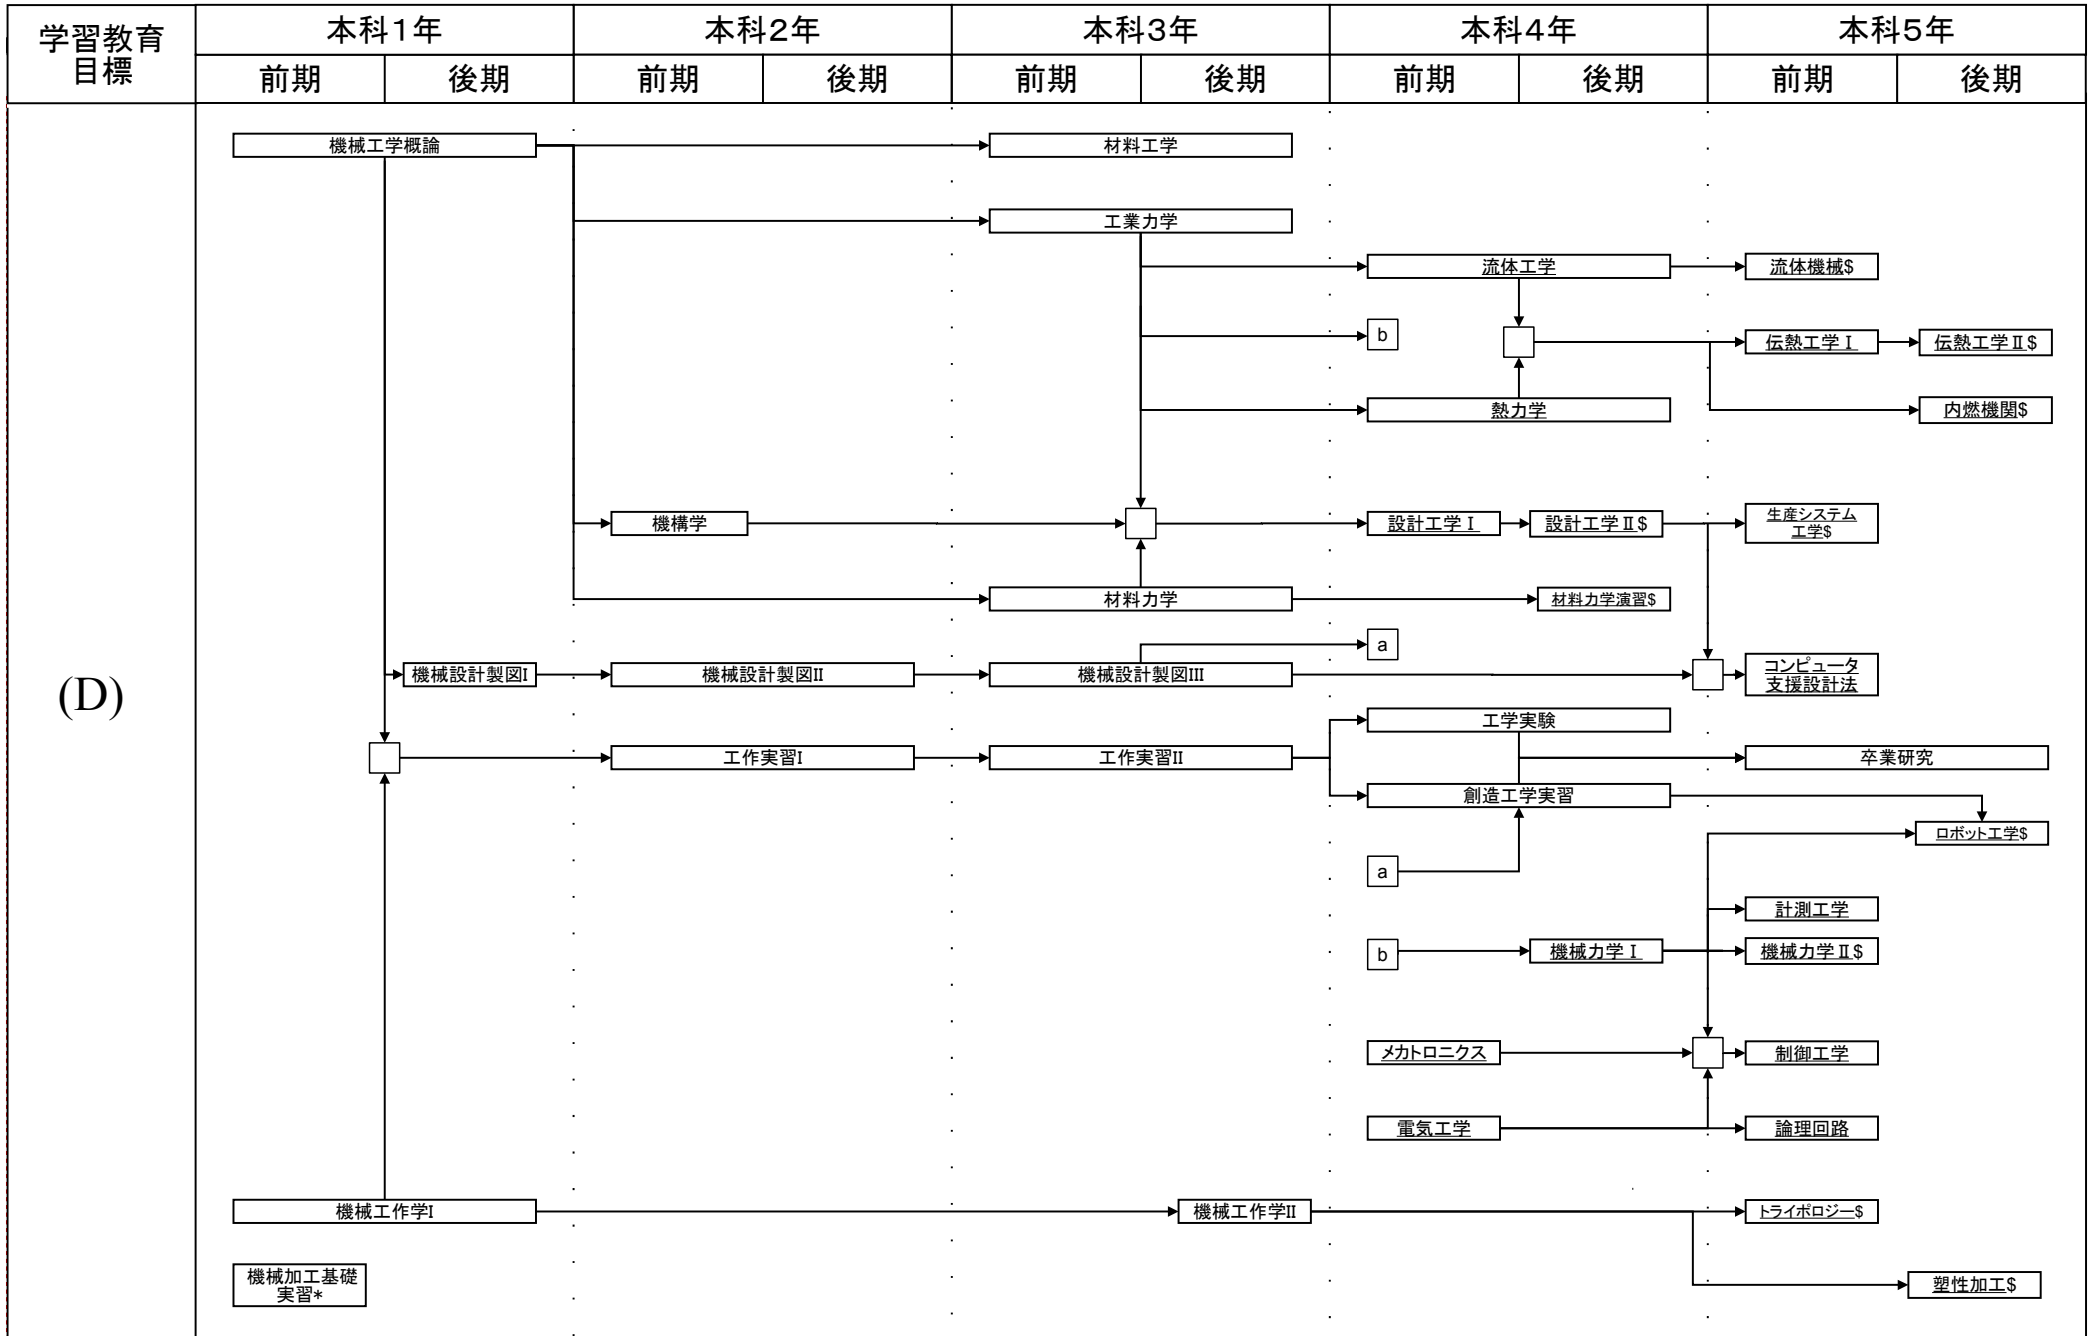 学習教育
目標
本科1年
本科2年
本科3年
本科4年
本科5年
前期
後期
前期
後期
前期
後期
前期
後期
前期
後期
(D)
機械工学概論
材料工学
工業力学
流体工学
流体機械$
b
伝熱工学Ⅰ
伝熱工学Ⅱ$
熱力学
内燃機関$
機構学
設計工学Ⅰ
設計工学Ⅱ$
生産システム
工学$
材料力学
材料力学演習$
a
機械設計製図I
機械設計製図II
機械設計製図III
コンピュータ
支援設計法
工学実験
工作実習I
工作実習II
卒業研究
創造工学実習
ロボット工学$
a
計測工学
b
機械力学Ⅰ
機械力学Ⅱ$
メカトロニクス
制御工学
電気工学
論理回路
機械工作学I
機械工作学II
トライボロジー$
機械加工基礎
実習*
塑性加工$